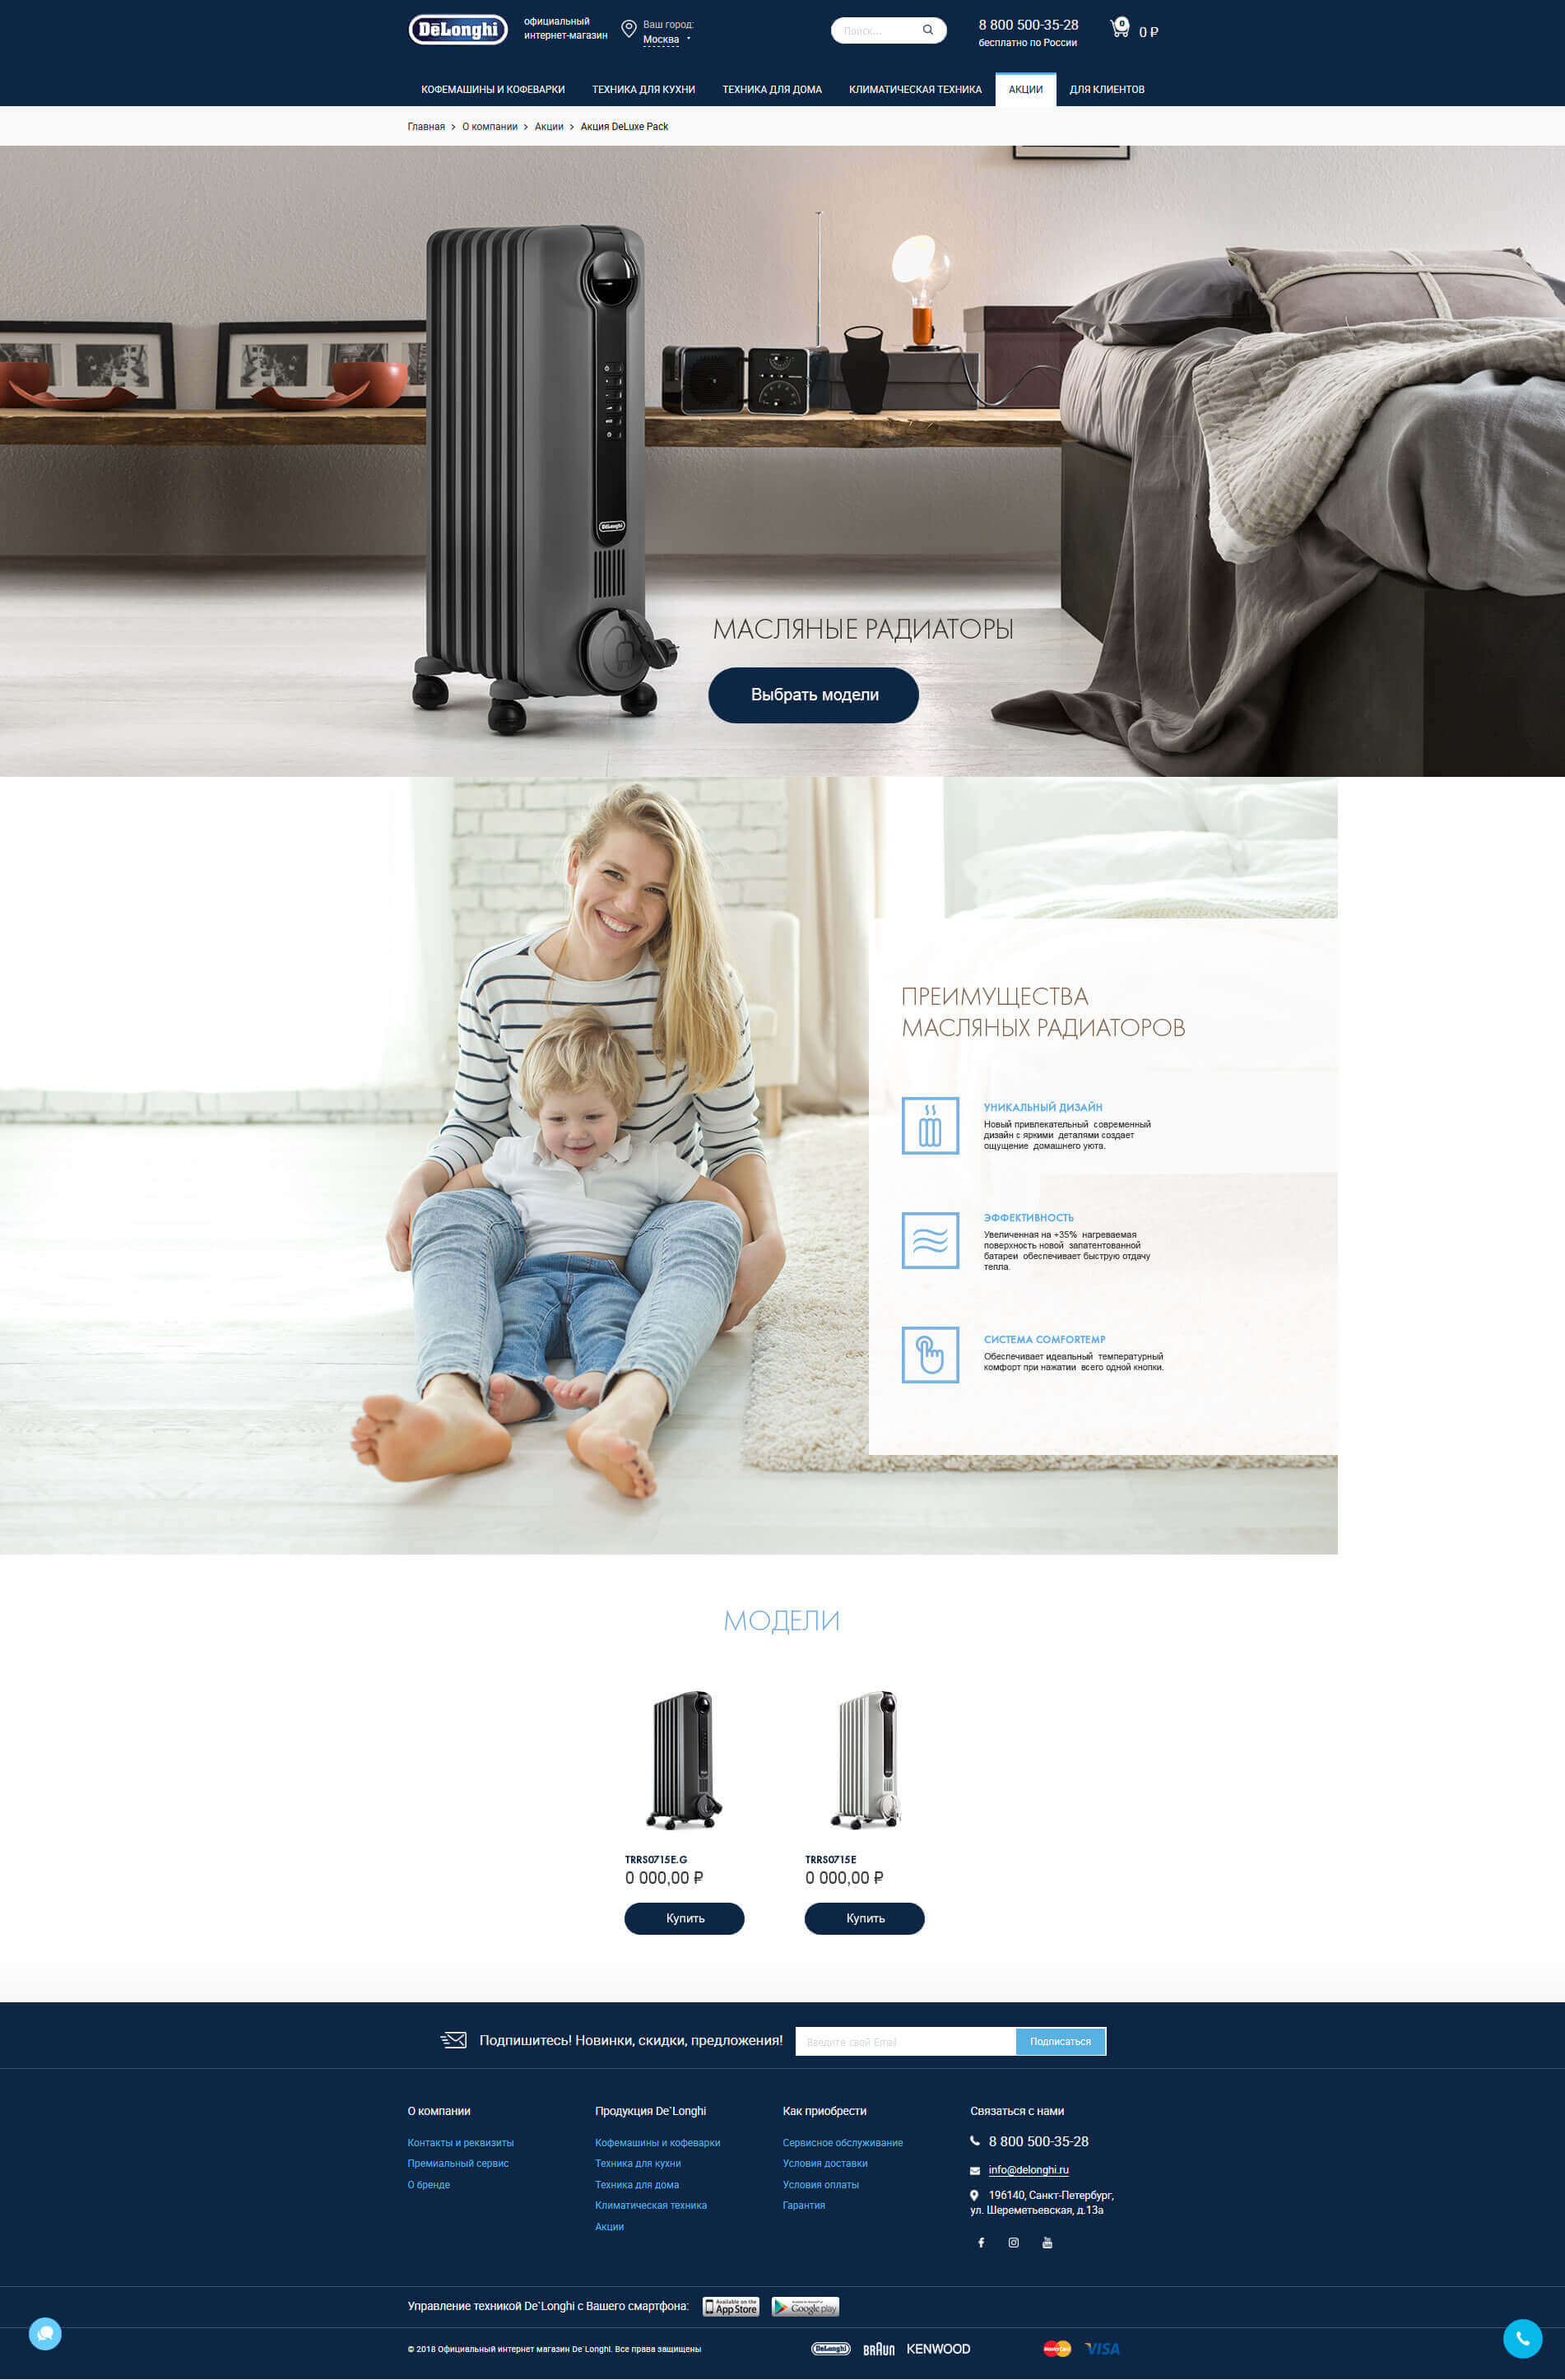 DeLonghi
официальный
интернет-магазин
Ваш город:
Москва
Поиск...
8 800 500-35-28
бесплатно по России
0
0 ₽
КОФЕМАШИНЫ И КОФЕВАРКИ
ТЕХНИКА ДЛЯ КУХНИ
ТЕХНИКА ДЛЯ ДОМА
КЛИМАТИЧЕСКАЯ ТЕХНИКА
АКЦИИ
ДЛЯ КЛИЕНТОВ
Главная > О компании > Акции > Акция DeLuxe Pack
DeLonghi
МАСЛЯНЫЕ РАДИАТОРЫ
Выбрать модели
ПРЕИМУЩЕСТВА
МАСЛЯНЫХ РАДИАТОРОВ
УНИКАЛЬНЫЙ ДИЗАЙН
Новый привлекательный современный
дизайн с яркими деталями создает
ощущение домашнего уюта.
ЭФФЕКТИВНОСТЬ
Увеличенная на +35% нагреваемая
поверхность новой запатентованной
батареи обеспечивает быструю отдачу
тепла.
СИСТЕМА COMFORTEMP
Обеспечивает идеальный температурный
комфорт при нажатии всего одной кнопки.
МОДЕЛИ
TRRS0715E.G
0 000,00 ₽
Купить
TRRS0715E
0 000,00 ₽
Купить
Подпишитесь! Новинки, скидки, предложения!
Введите свой Email
Подписаться
О компании
Контакты и реквизиты
Премиальный сервис
О бренде
Продукция De`Longhi
Кофемашины и кофеварки
Техника для кухни
Техника для дома
Климатическая техника
Акции
Как приобрести
Сервисное обслуживание
Условия доставки
Условия оплаты
Гарантия
Связаться с нами
8 800 500-35-28
info@delonghi.ru
196140, Санкт-Петербург,
ул. Шереметьевская, д.13а
You
Управление техникой De`Longhi с Вашего смартфона:
Available on the
App Store
Google play
© 2018 Официальный интернет магазин De`Longhi. Все права защищены
DeLonghi
BRAUN
KENWOOD
MasterCard
VISA